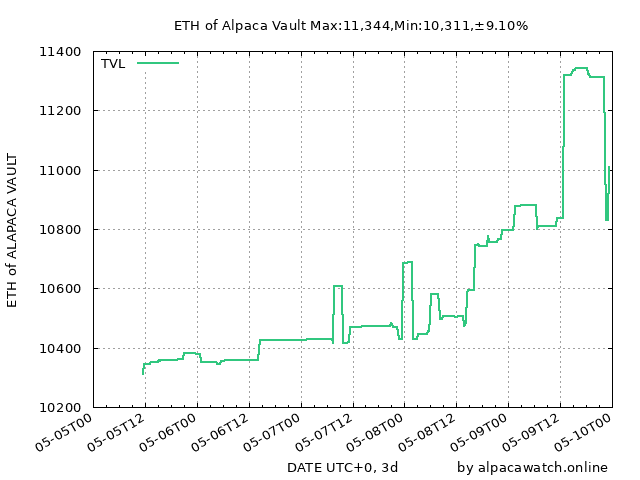 ETH of Alpaca Vault Max:11,344,Min:10,311,±9.10%
TVL
ETH of ALAPACA VAULT
11400
11200
11000
10800
10600
10400
10200
05-05T00
05-05T12
05-06T00
05-06T12
05-07T00
05-07T12
05-08T00
05-08T12
05-09T00
05-09T12
05-10T00
DATE UTC+0, 3d
by alpacawatch.online